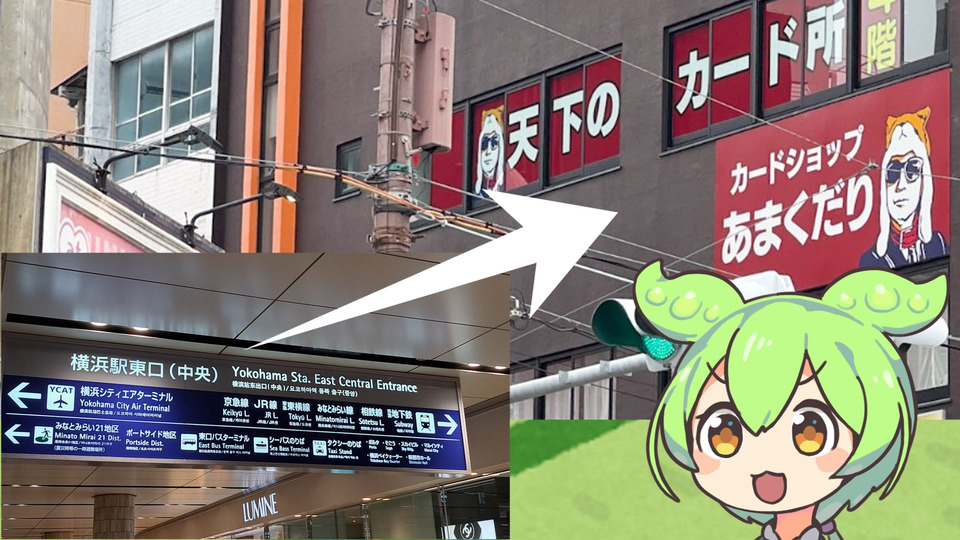 天下の
カード所
階
カードショップ
あまくだり
横浜駅東口(中央) Yokohama Sta. East Central Entrance
YCAT
横浜シティエアターミナル
Yokohama City Air Terminal
京急線 JR線 東横線 みなとみらい線 相鉄線 地下鉄
Keikyu L. JR L. Tokyo L. Minatomirai L. Sotetsu L. Subway
みなとみらい21地区
Minato Mirai 21 Dist.
ポートサイド地区
Portside Dist.
東口バスターミナル
East Bus Terminal
シーバスのりば
Sea Bass Terminal
タクシーのりば
Taxi Stand
LUMINE